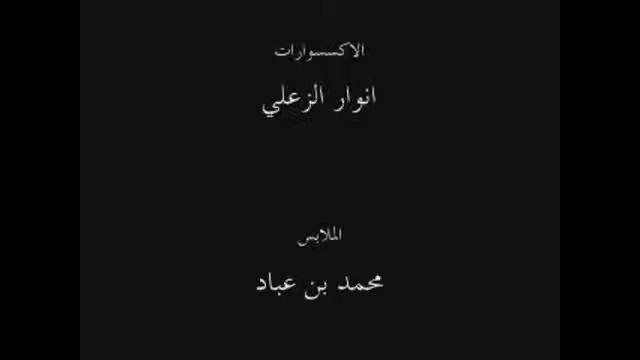 الاكسسوارات
انوار الزعلي
الملابس
محمد بن عباد